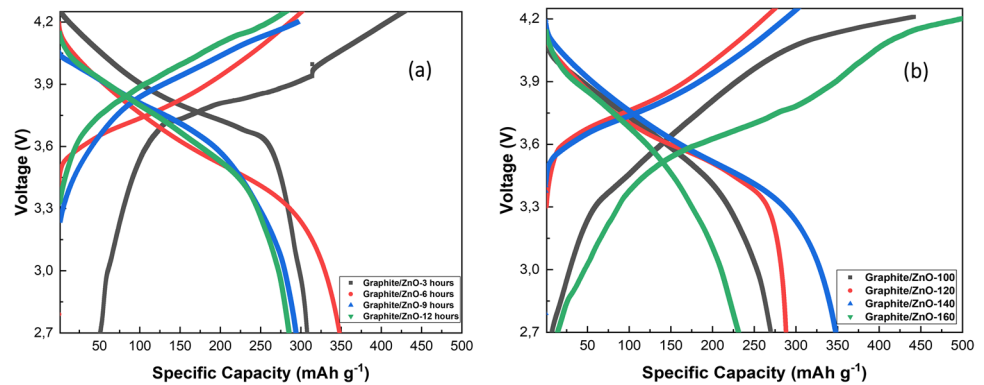 4,2
3,9
3,6
3,3
3,0
2,7
Voltage (V)
(a)
Graphite/ZnO-3 hours
Graphite/ZnO-6 hours
Graphite/ZnO-9 hours
Graphite/ZnO-12 hours
50 100 150 200 250 300 350 400 450 500
Specific Capacity (mAh g⁻¹)
4,2
3,9
3,6
3,3
3,0
2,7
Voltage (V)
(b)
Graphite/ZnO-100
Graphite/ZnO-120
Graphite/ZnO-140
Graphite/ZnO-160
50 100 150 200 250 300 350 400 450 500
Specific Capacity (mAh g⁻¹)